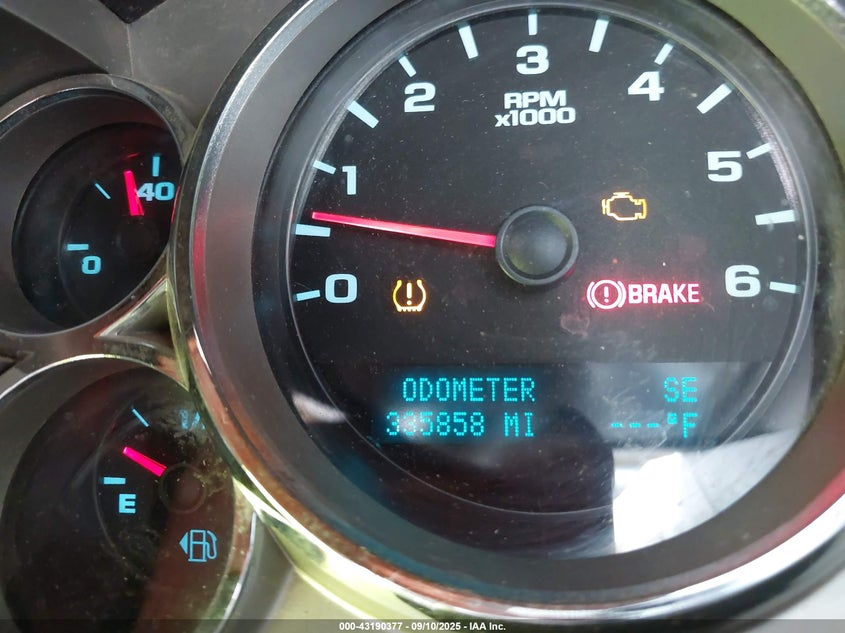 3
2
4
RPM
x1000
1
5
40
0
0
BRAKE
6
ODOMETER SE
MI ---°F
E
000-43190377 - 09/10/2025 - IAA Inc.